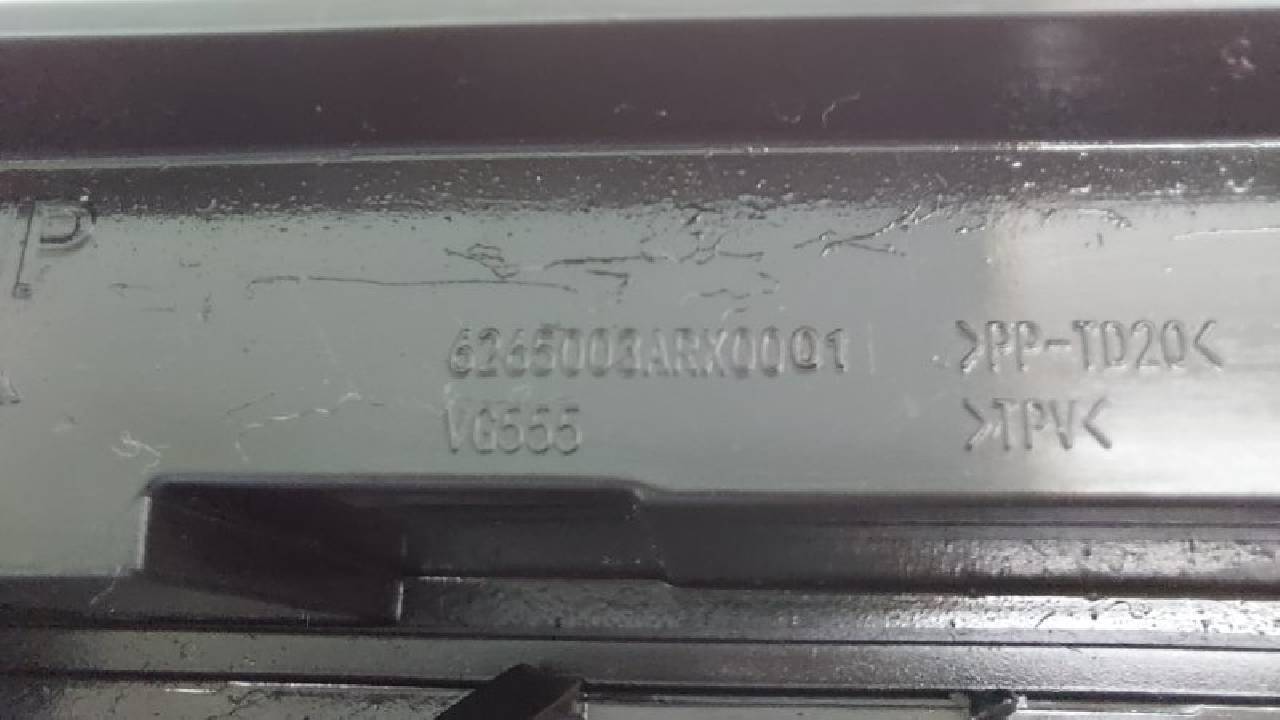 P
6265003ARX00Q1 >PP-TD20<
VG555 >TPV<